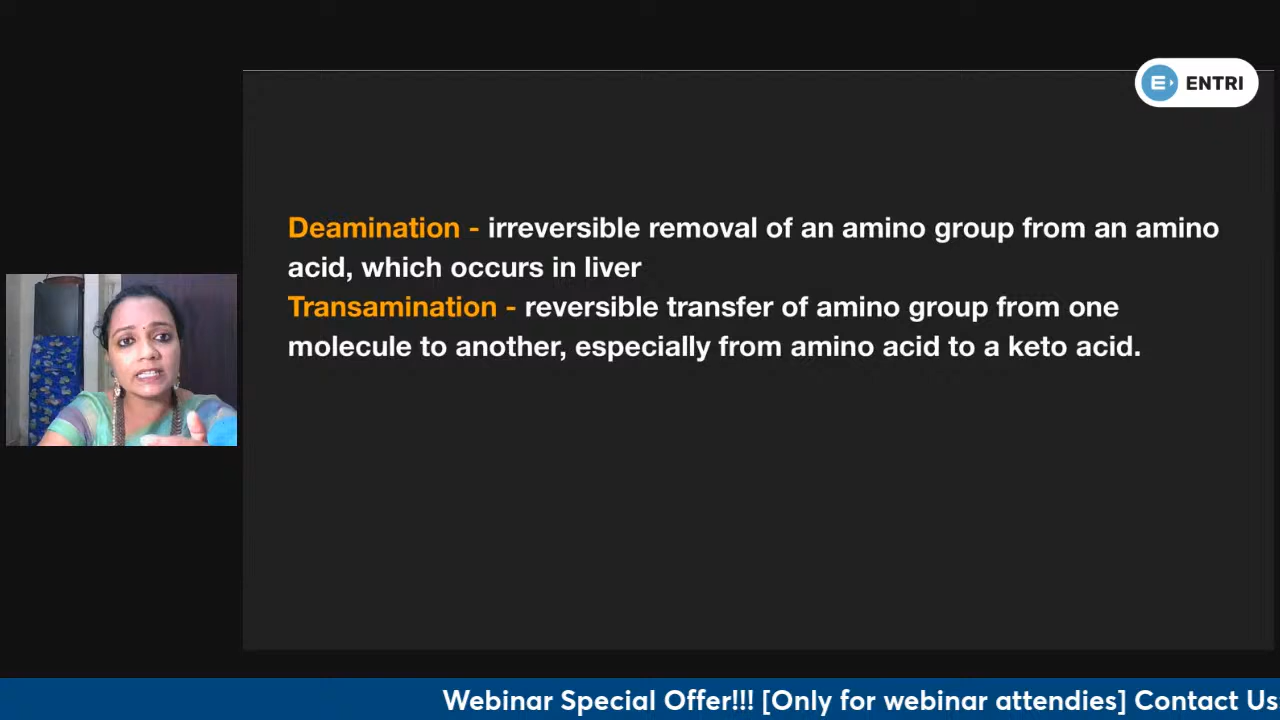 ENTRI
Deamination - irreversible removal of an amino group from an amino
acid, which occurs in liver
Transamination - reversible transfer of amino group from one
molecule to another, especially from amino acid to a keto acid.
Webinar Special Offer!!! [Only for webinar attendies] Contact Us